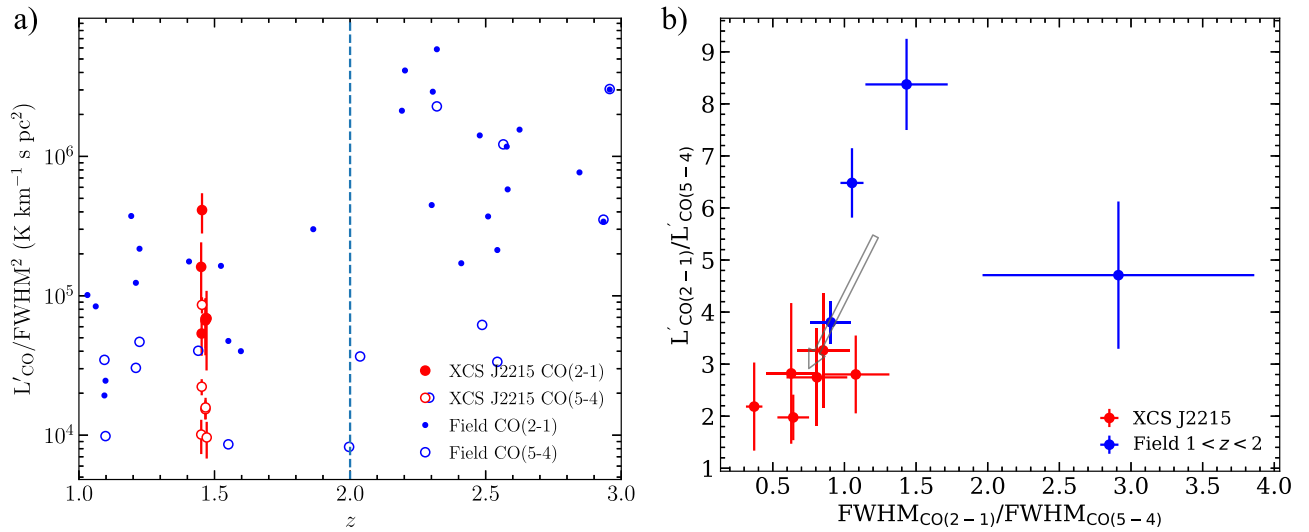 a)
L′CO/FWHM² (K km⁻¹ s pc²)
10⁶
10⁵
10⁴
XCS J2215 CO(2-1)
XCS J2215 CO(5-4)
Field CO(2-1)
Field CO(5-4)
1.0 1.5 2.0 2.5 3.0
z
b)
L′CO(2−1)/L′CO(5−4)
9
8
7
6
5
4
3
2
1
XCS J2215
Field 1 < z < 2
0.5 1.0 1.5 2.0 2.5 3.0 3.5 4.0
FWHMCO(2−1)/FWHMCO(5−4)